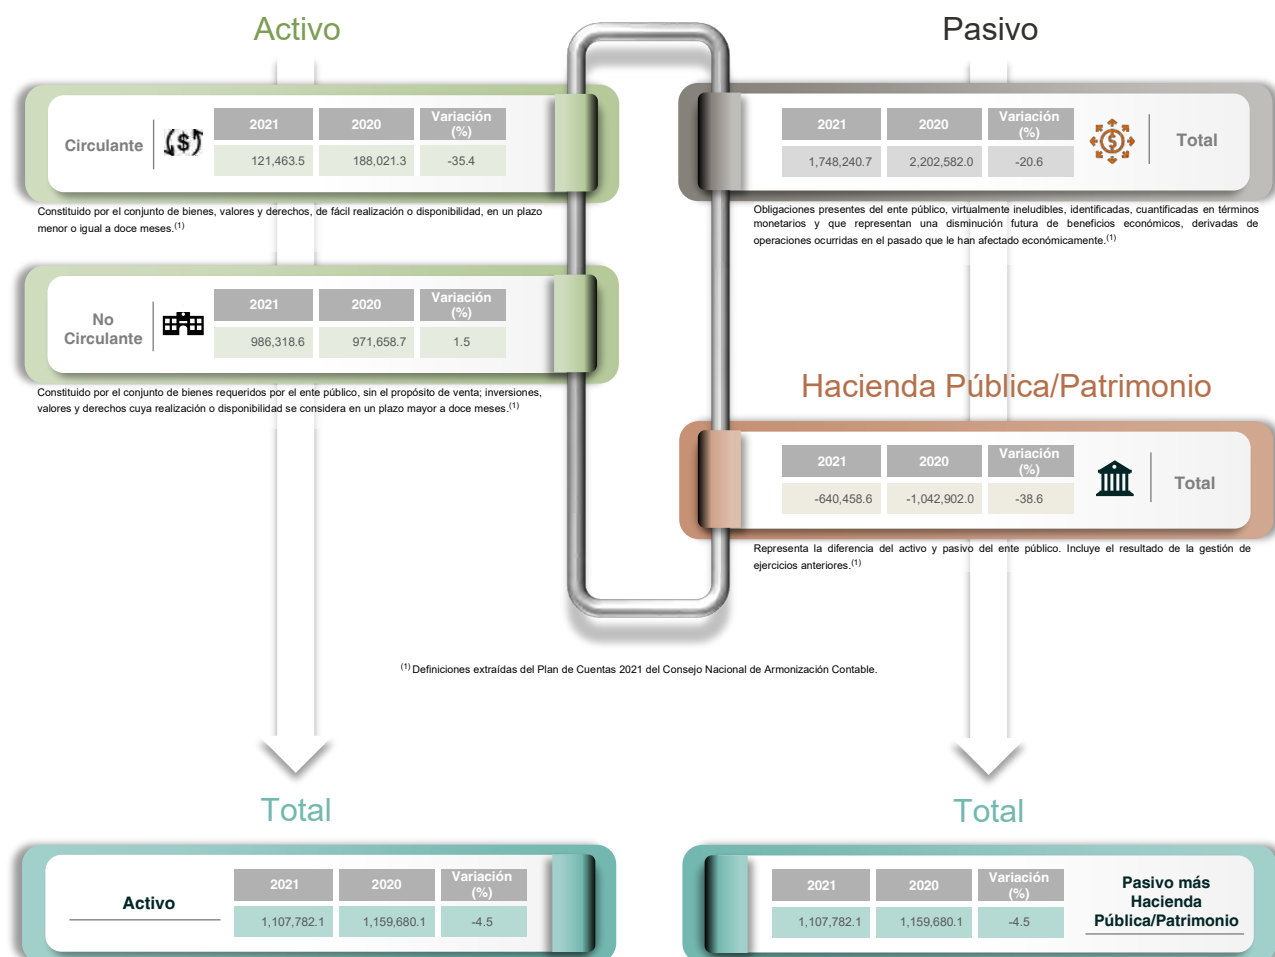 Activo
Circulante
2021 2020 Variación (%)
121,463.5 188,021.3 -35.4
Constituido por el conjunto de bienes, valores y derechos, de fácil realización o disponibilidad, en un plazo
menor o igual a doce meses.(1)
No
Circulante
2021 2020 Variación (%)
986,318.6 971,658.7 1.5
Constituido por el conjunto de bienes requeridos por el ente público, sin el propósito de venta; inversiones,
valores y derechos cuya realización o disponibilidad se considera en un plazo mayor a doce meses.(1)
Pasivo
2021 2020 Variación (%)
1,748,240.7 2,202,582.0 -20.6
Total
Obligaciones presentes del ente público, virtualmente ineludibles, identificadas, cuantificadas en términos
monetarios y que representan una disminución futura de beneficios económicos, derivadas de
operaciones ocurridas en el pasado que le han afectado económicamente.(1)
Hacienda Pública/Patrimonio
2021 2020 Variación (%)
-640,458.6 -1,042,902.0 -38.6
Total
Representa la diferencia del activo y pasivo del ente público. Incluye el resultado de la gestión de
ejercicios anteriores.(1)
(1) Definiciones extraídas del Plan de Cuentas 2021 del Consejo Nacional de Armonización Contable.
Total
Activo
2021 2020 Variación (%)
1,107,782.1 1,159,680.1 -4.5
Total
2021 2020 Variación (%)
1,107,782.1 1,159,680.1 -4.5
Pasivo más
Hacienda
Pública/Patrimonio